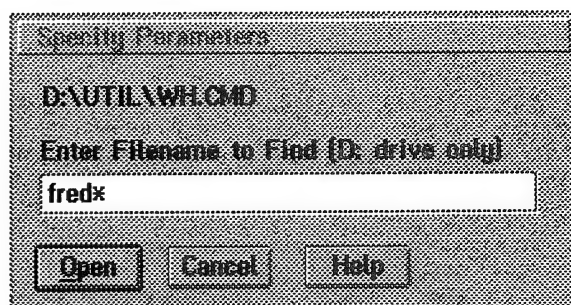 Specify Parameters
D:\UTIL\WH.CMD
Enter Filename to Find (D: drive only)
fred*
Open Cancel Help